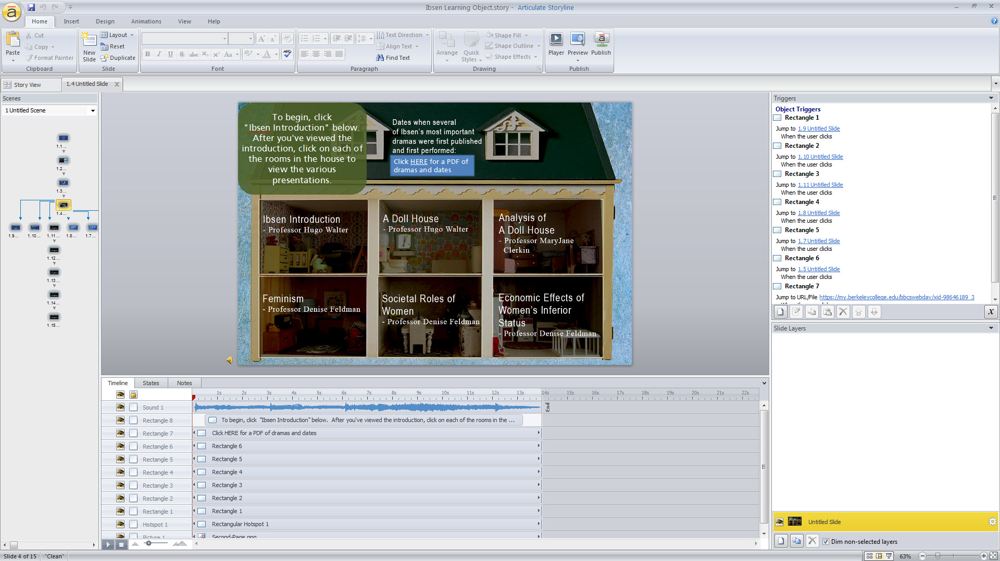 Ibsen Learning Object.story - Articulate Storyline
Home Insert Design Animations View Help
Paste
Cut
Copy
Format Painter
Clipboard
New Slide
Layout
Reset
Duplicate
Slide
B I U S abc X₂ X² Aa
A A
ABC
Font
Text Direction
Align Text
Find Text
Paragraph
Arrange
Quick Styles
Shape Fill
Shape Outline
Shape Effects
Drawing
Player
Preview
Publish
Publish
Story View
1.4 Untitled Slide
Scenes
1 Untitled Scene
1.1...
1.2...
1.3...
1.4...
1.9... 1.10... 1.11... 1.8... 1.7...
1.12...
1.13...
1.14...
1.15...
To begin, click
"Ibsen Introduction" below.
After you've viewed the
introduction, click on each of
the rooms in the house to
view the various
presentations.
Dates when several
of Ibsen's most important
dramas were first published
and first performed:
Click HERE for a PDF of
dramas and dates
Ibsen Introduction
- Professor Hugo Walter
A Doll House
- Professor Hugo Walter
Analysis of
A Doll House
- Professor MaryJane
Clerkin
Feminism
- Professor Denise Feldman
Societal Roles of
Women
- Professor Denise Feldman
Economic Effects of
Women's Inferior
Status
- Professor Denise Feldman
Triggers
Object Triggers
Rectangle 1
Jump to 1.9 Untitled Slide
When the user clicks
Rectangle 2
Jump to 1.10 Untitled Slide
When the user clicks
Rectangle 3
Jump to 1.11 Untitled Slide
When the user clicks
Rectangle 4
Jump to 1.8 Untitled Slide
When the user clicks
Rectangle 5
Jump to 1.7 Untitled Slide
When the user clicks
Rectangle 6
Jump to 1.5 Untitled Slide
When the user clicks
Rectangle 7
Jump to URL/File https://my.berkeleycollege.edu/bbcswebdav/xid-98646189_3
When the user clicks
Slide Layers
Untitled Slide
Dim non-selected layers
Timeline States Notes
1s 2s 3s 4s 5s 6s 7s 8s 9s 10s 11s 12s 13s 14s 15s 16s 17s 18s 19s 20s 21s 22s
Sound 1
End
Rectangle 8 To begin, click "Ibsen Introduction" below. After you've viewed the introduction, click on each of the rooms in the ...
Rectangle 7 Click HERE for a PDF of dramas and dates
Rectangle 6 Rectangle 6
Rectangle 5 Rectangle 5
Rectangle 4 Rectangle 4
Rectangle 3 Rectangle 3
Rectangle 2 Rectangle 2
Rectangle 1 Rectangle 1
Hotspot 1 Rectangular Hotspot 1
Picture 1 Second-Page.png
Slide 4 of 15 "Clean"
63%